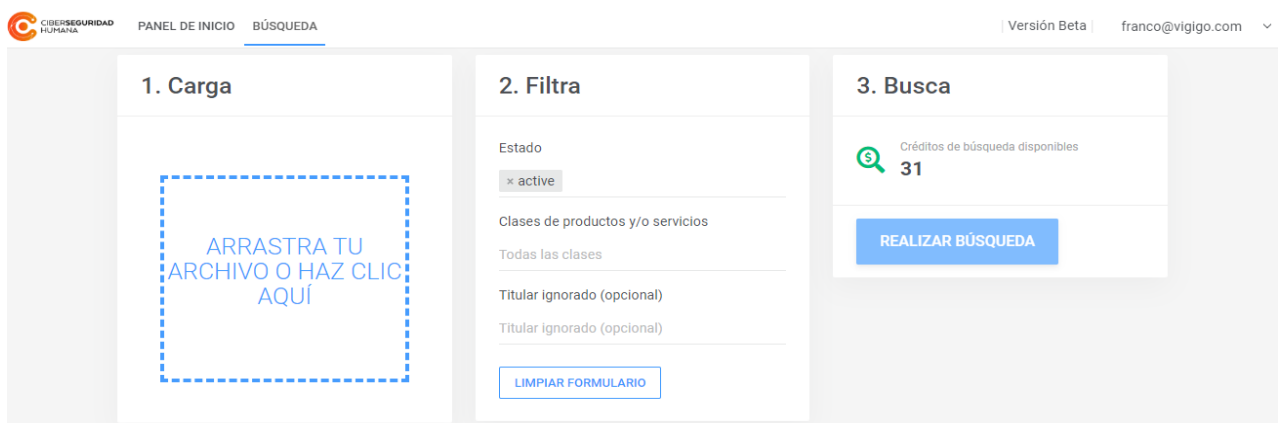 CIBERSEGURIDAD
HUMANA
PANEL DE INICIO
BÚSQUEDA
| Versión Beta |
franco@vigigo.com
1. Carga
ARRASTRA TU
ARCHIVO O HAZ CLIC
AQUÍ
2. Filtra
Estado
× active
Clases de productos y/o servicios
Todas las clases
Titular ignorado (opcional)
Titular ignorado (opcional)
LIMPIAR FORMULARIO
3. Busca
Créditos de búsqueda disponibles
31
REALIZAR BÚSQUEDA